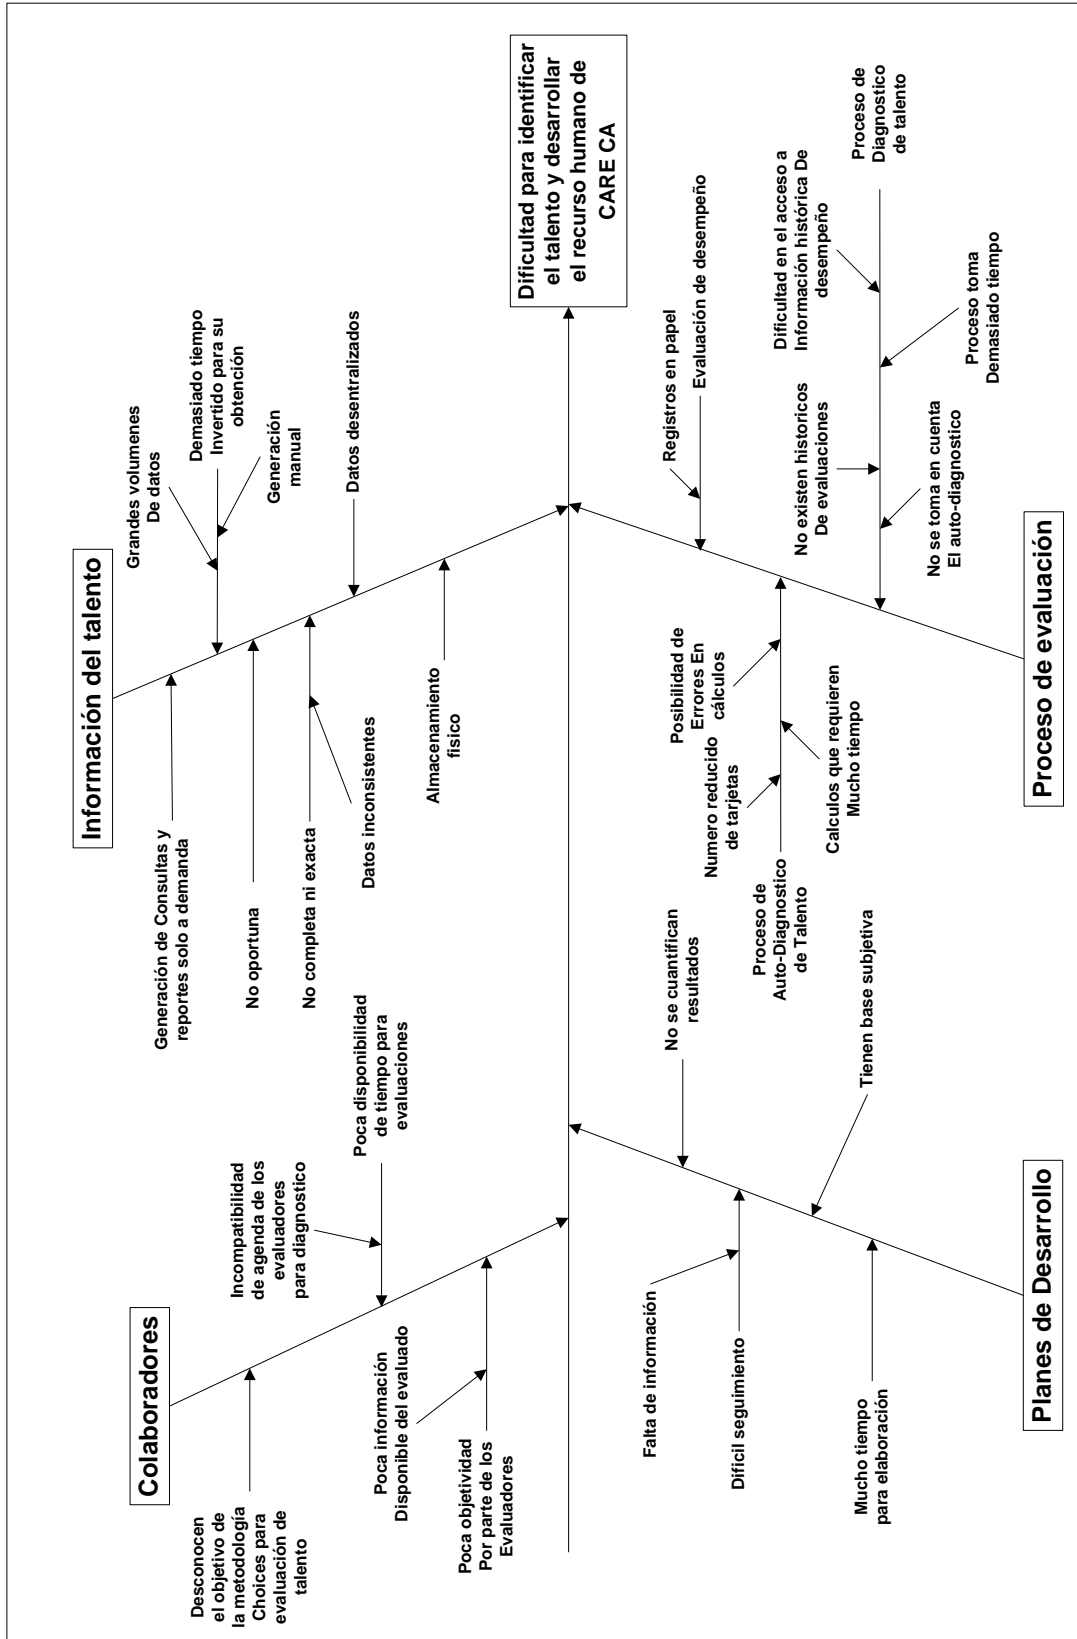 Colaboradores
Desconocen
el objetivo de
la metodología
Choices para
evaluación de
talento
Incompatibilidad
de agenda de los
evaluadores
para diagnostico
Poca disponibilidad
de tiempo para
evaluaciones
Poca información
Disponible del evaluado
Poca objetividad
Por parte de los
Evaluadores
Información del talento
Generación de Consultas y
reportes solo a demanda
Grandes volumenes
De datos
Demasiado tiempo
Invertido para su
obtención
Generación
manual
No oportuna
No completa ni exacta
Datos inconsistentes
Datos desentralizados
Almacenamiento
fisico
Dificultad para identificar
el talento y desarrollar
el recurso humano de
CARE CA
Planes de Desarrollo
No se cuantifican
resultados
Falta de información
Dificil seguimiento
Tienen base subjetiva
Mucho tiempo
para elaboración
Proceso de evaluación
Registros en papel
Evaluación de desempeño
Posibilidad de
Errores En
cálculos
Numero reducido
de tarjetas
Proceso de
Auto-Diagnostico
de Talento
Calculos que requieren
Mucho tiempo
No existen historicos
De evaluaciones
Dificultad en el acceso a
Información histórica De
desempeño
Proceso de
Diagnostico
de talento
No se toma en cuenta
El auto-diagnostico
Proceso toma
Demasiado tiempo